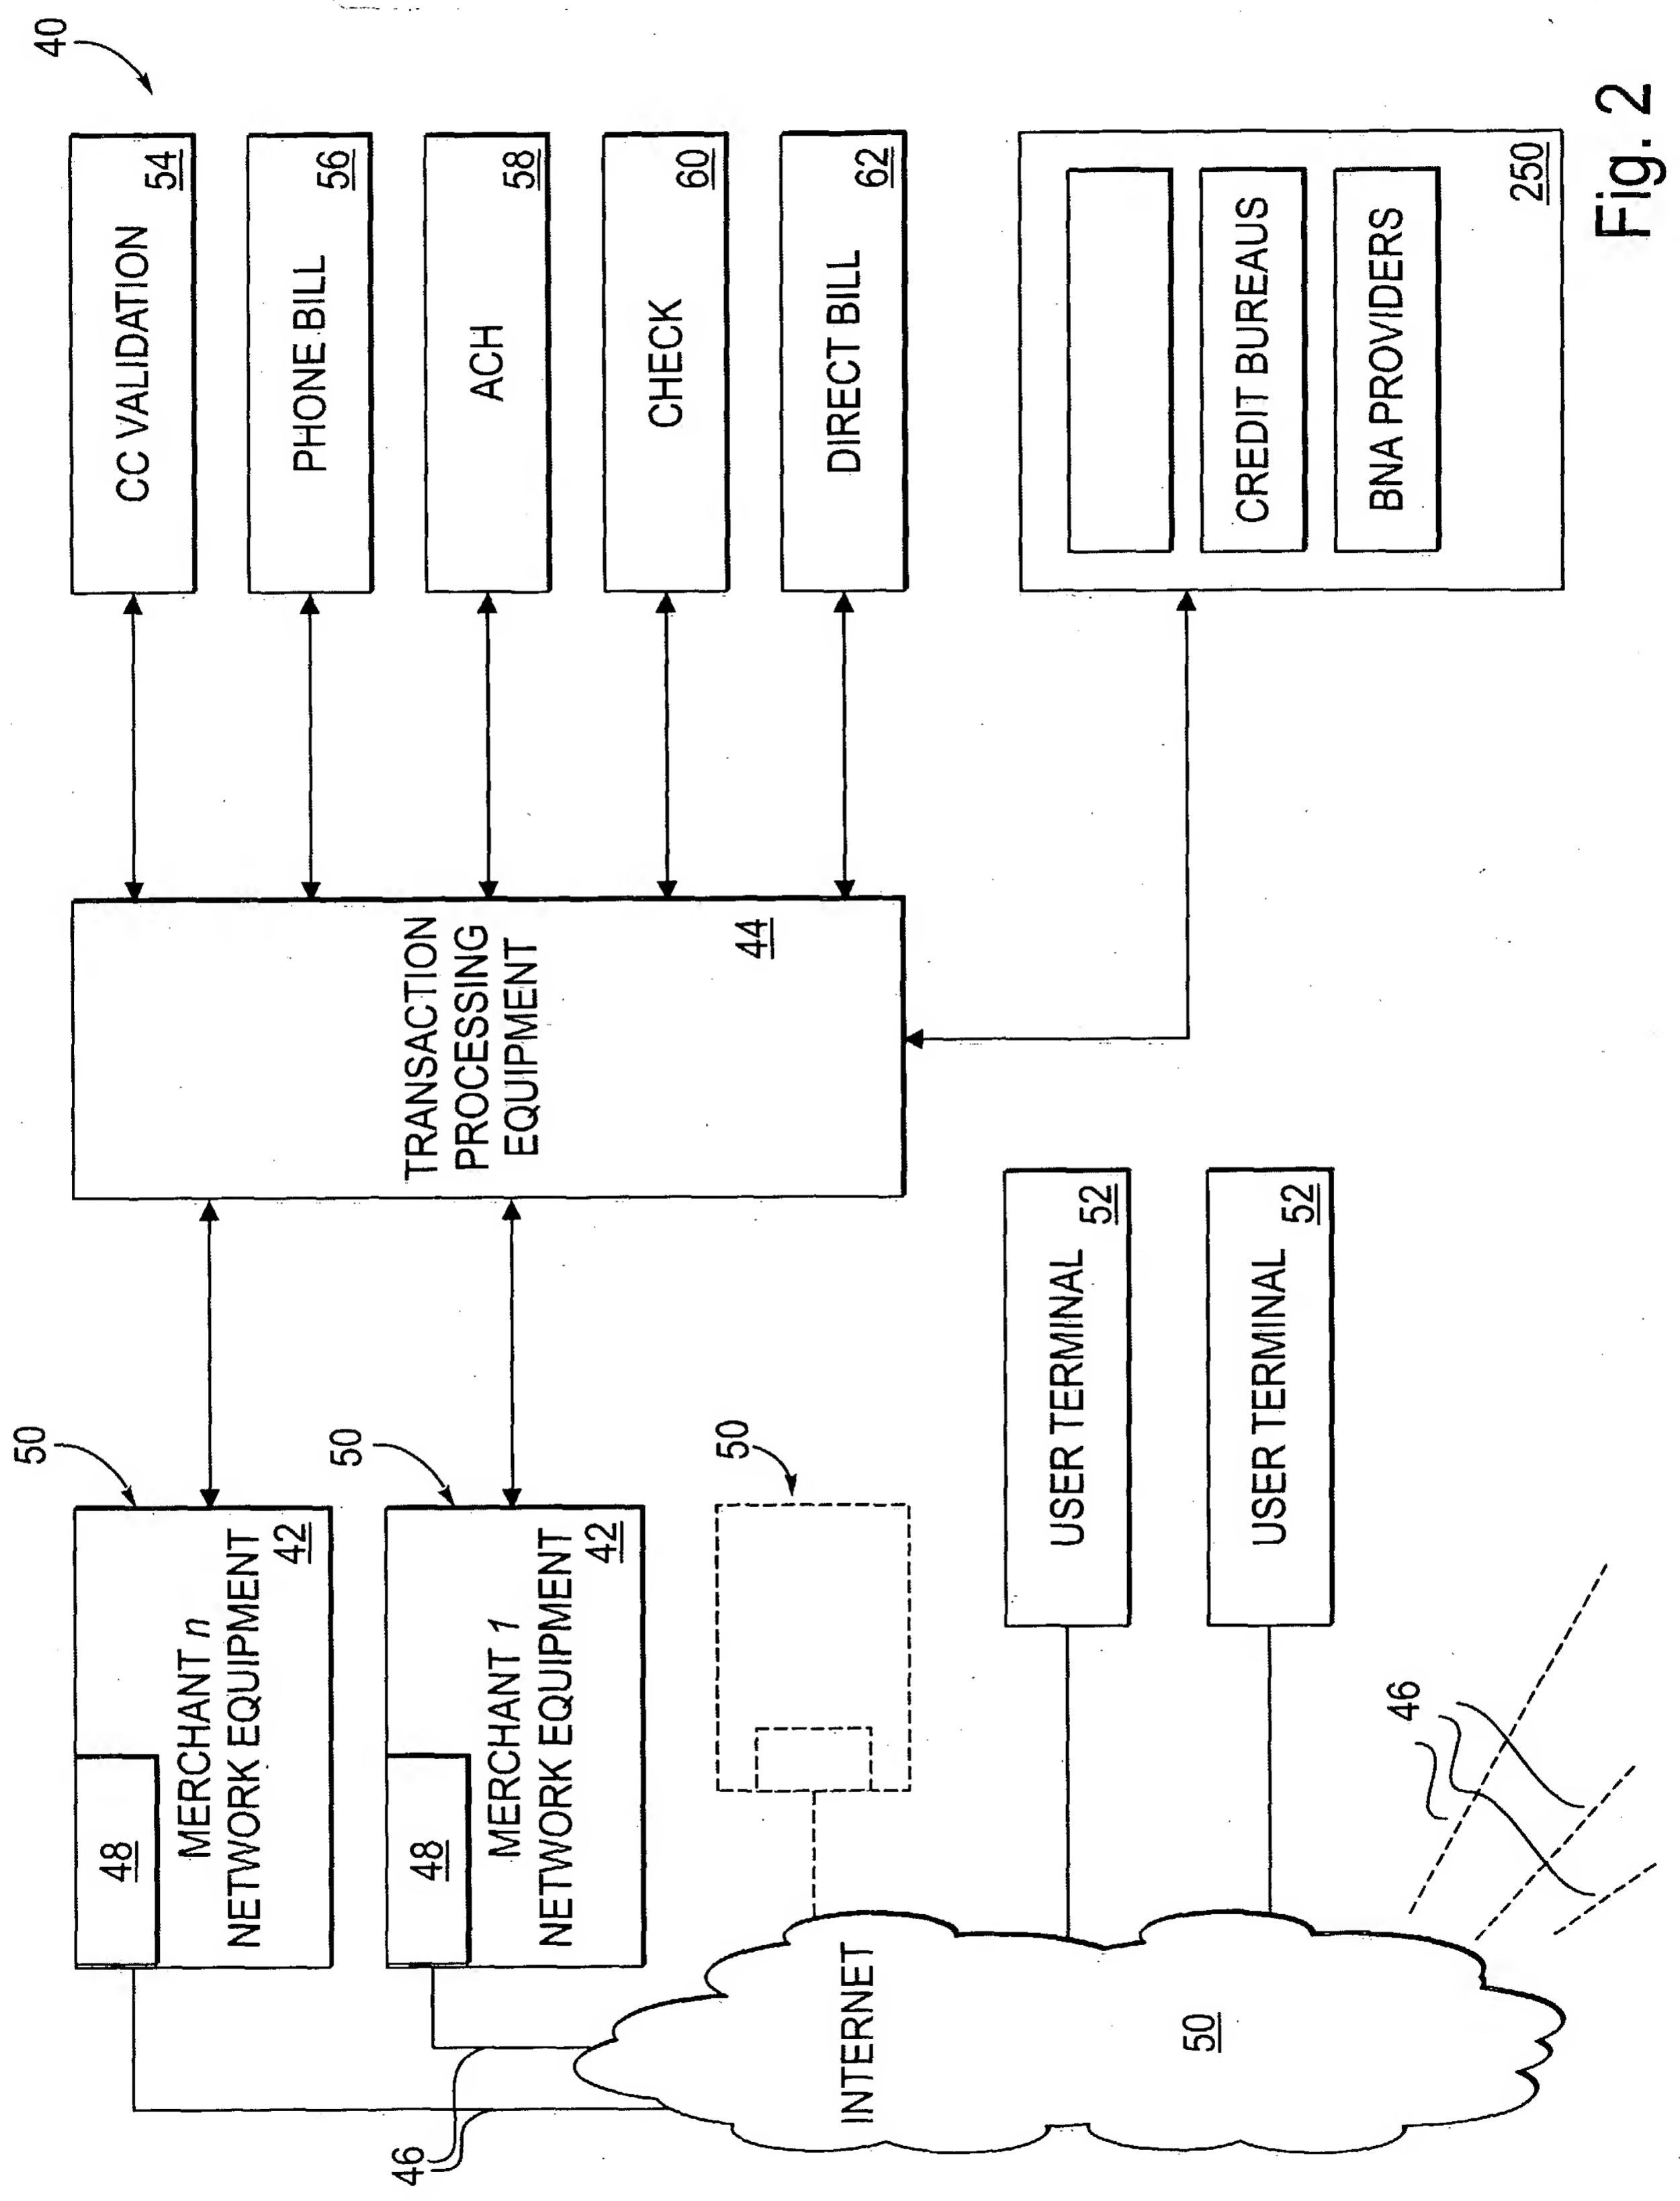 40
50
48
MERCHANT n
NETWORK EQUIPMENT
42
50
48
MERCHANT 1
NETWORK EQUIPMENT
42
50
46
TRANSACTION
PROCESSING
EQUIPMENT
44
CC VALIDATION
54
PHONE BILL
56
ACH
58
CHECK
60
DIRECT BILL
62
INTERNET
50
USER TERMINAL
52
USER TERMINAL
52
46
CREDIT BUREAUS
BNA PROVIDERS
250
Fig. 2